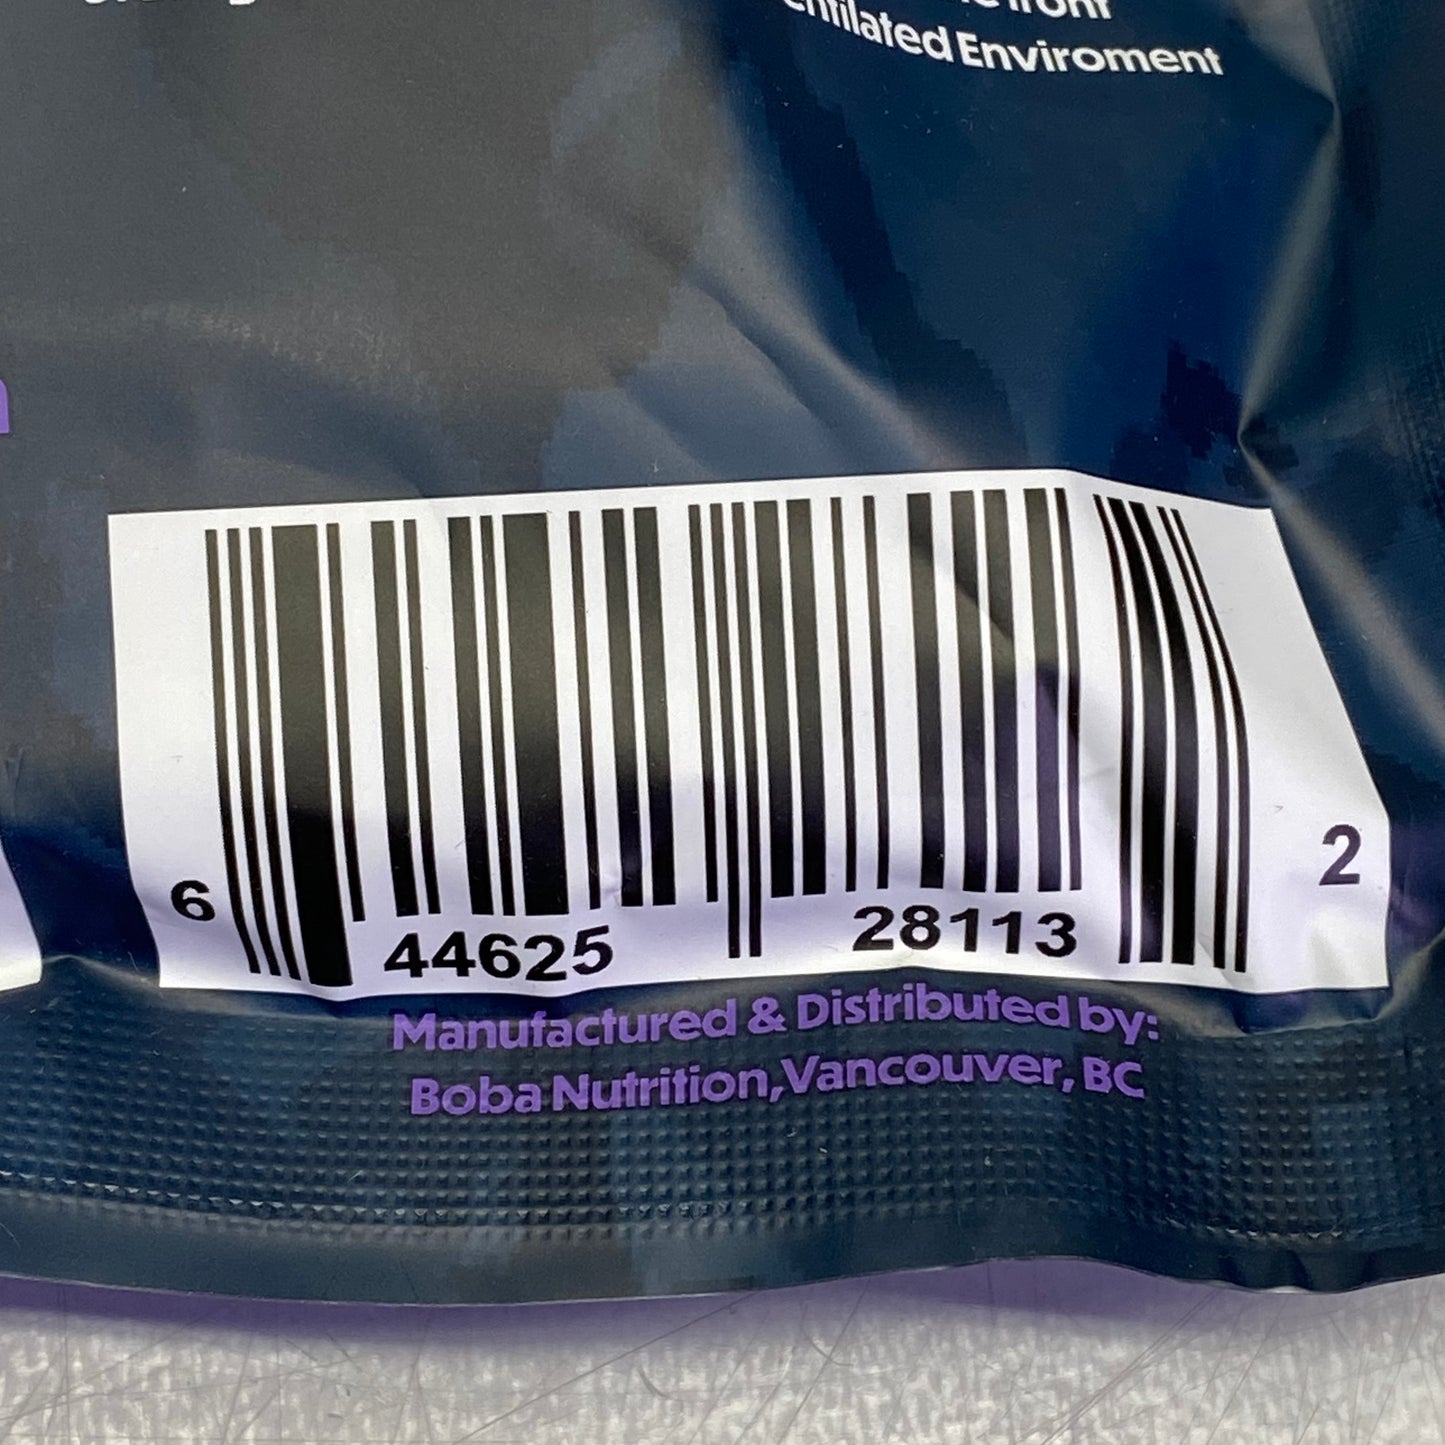 entilated Enviroment
6 44625 28113 2
Manufactured & Distributed by:
Boba Nutrition, Vancouver, BC